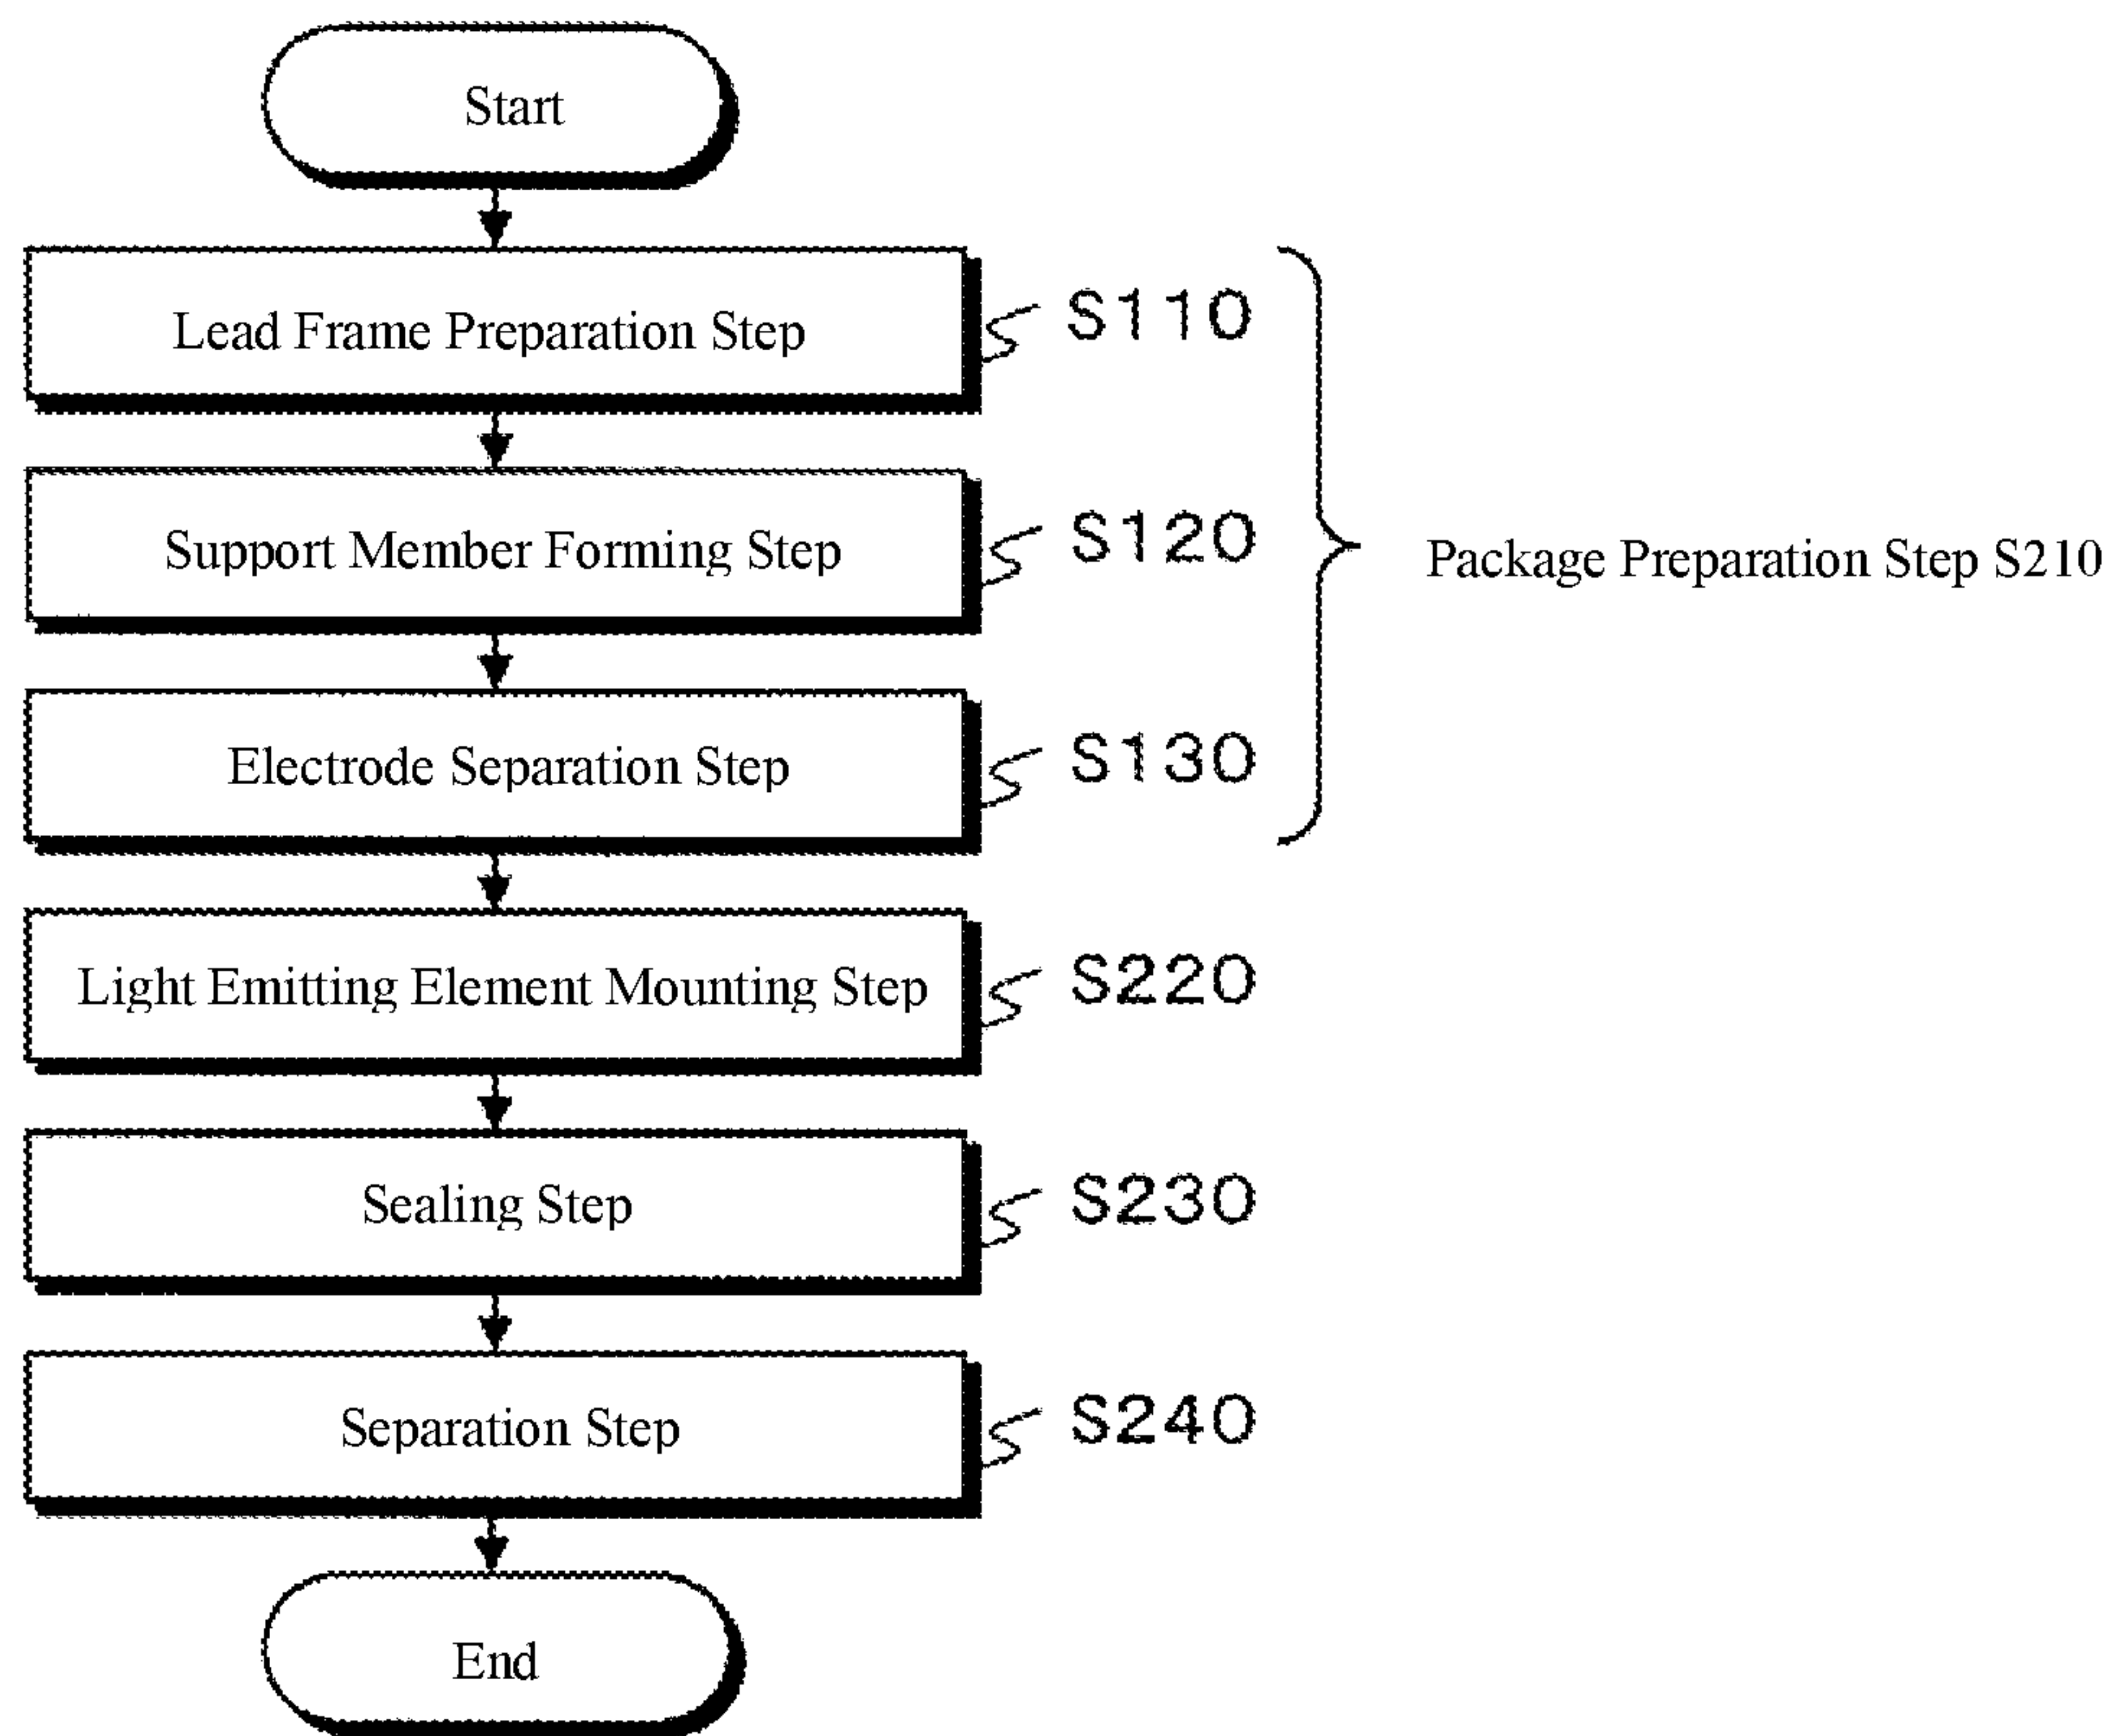 Start
Lead Frame Preparation Step
S110
Support Member Forming Step
S120
Package Preparation Step S210
Electrode Separation Step
S130
Light Emitting Element Mounting Step
S220
Sealing Step
S230
Separation Step
S240
End